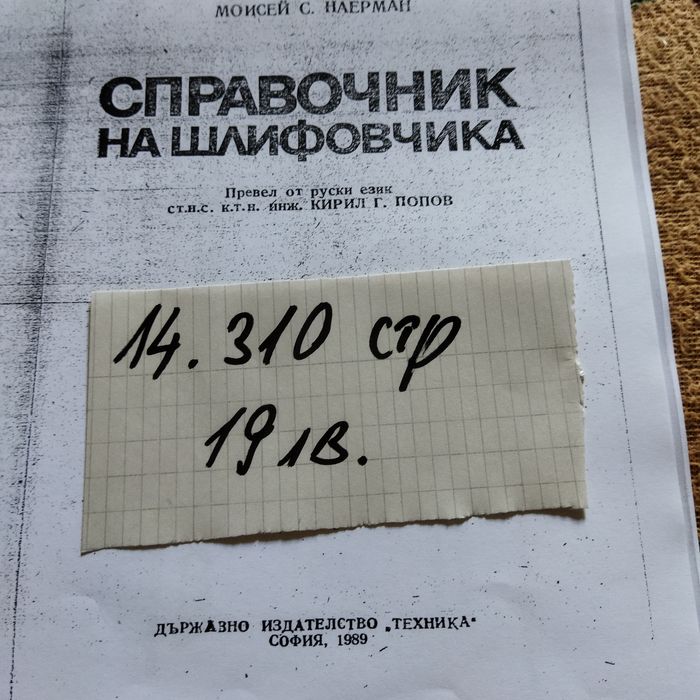 МОИСЕЙ С. НАЕРМАН
СПРАВОЧНИК
НА ШЛИФОВЧИКА
Превел от руски език
ст.н.с. к.т.н. инж. КИРИЛ Г. ПОПОВ
14. 310 стр
19 лв.
ДЪРЖАВНО ИЗДАТЕЛСТВО „ТЕХНИКА"
СОФИЯ, 1989